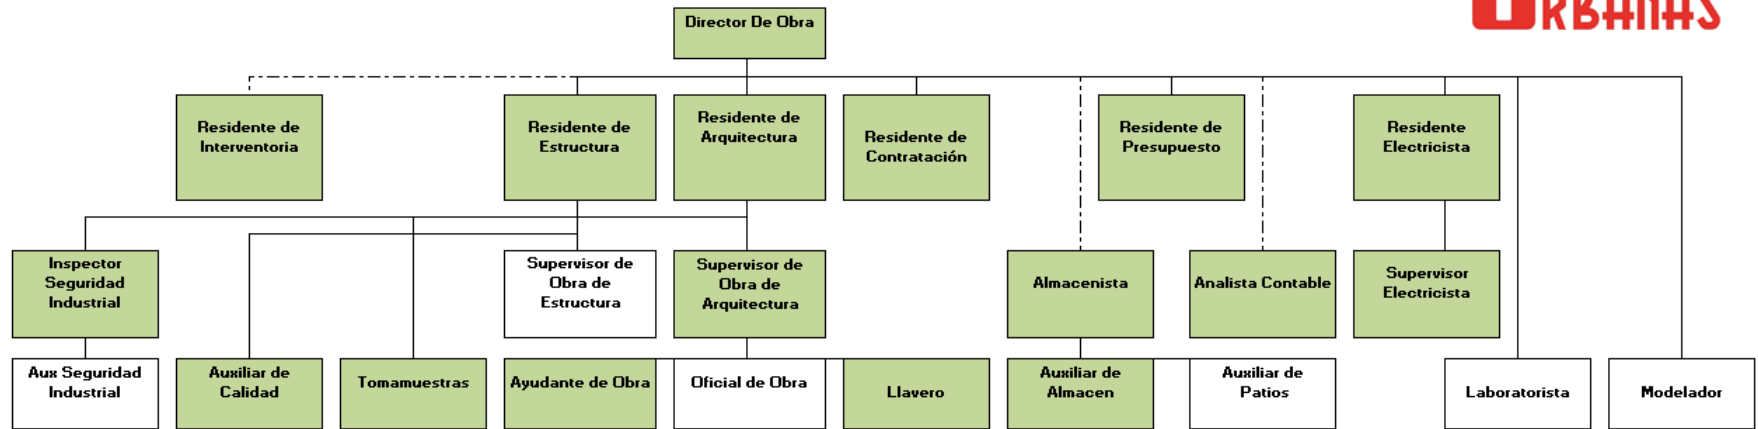 Director De Obra
Residente de
Interventoria
Residente de
Estructura
Residente de
Arquitectura
Residente de
Contratación
Residente de
Presupuesto
Residente
Electricista
Inspector
Seguridad
Industrial
Supervisor de
Obra de
Estructura
Supervisor de
Obra de
Arquitectura
Almacenista
Analista Contable
Supervisor
Electricista
Aux Seguridad
Industrial
Auxiliar de
Calidad
Tomamuestras
Ayudante de Obra
Oficial de Obra
Llavero
Auxiliar de
Almacen
Auxiliar de
Patios
Laboratorista
Modelador